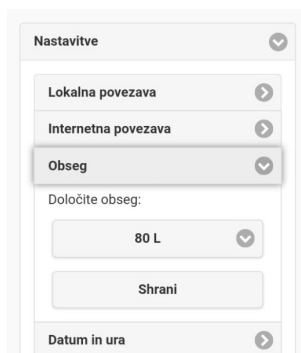 Nastavitve
Lokalna povezava
Internetna povezava
Obseg
Določite obseg:
80 L
Shrani
Datum in ura